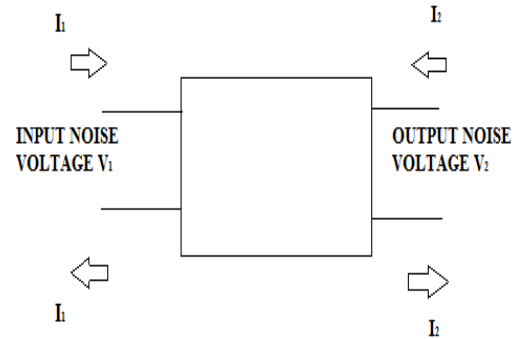 I₁
I₂
INPUT NOISE
VOLTAGE V₁
OUTPUT NOISE
VOLTAGE V₂
I₁
I₂